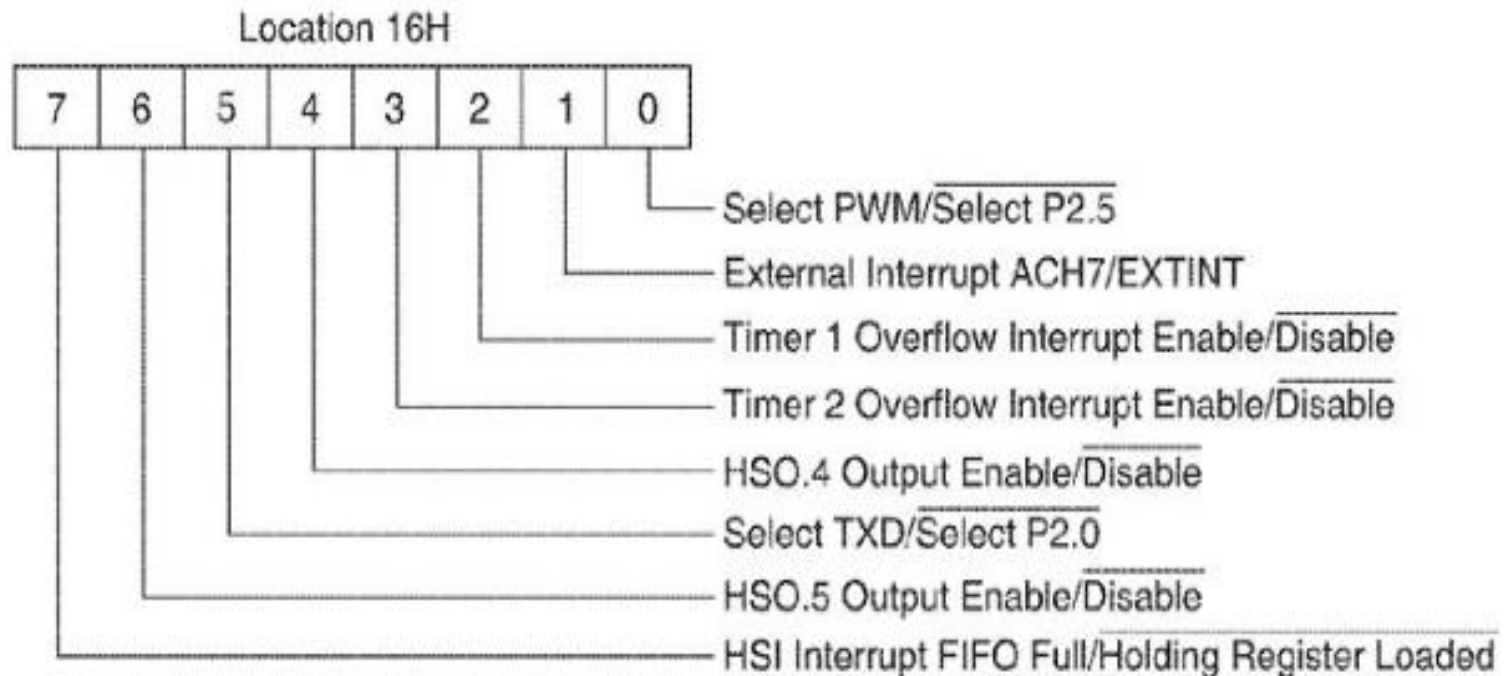 Location 16H
7 6 5 4 3 2 1 0
Select PWM/Select P2.5
External Interrupt ACH7/EXTINT
Timer 1 Overflow Interrupt Enable/Disable
Timer 2 Overflow Interrupt Enable/Disable
HSO.4 Output Enable/Disable
Select TXD/Select P2.0
HSO.5 Output Enable/Disable
HSI Interrupt FIFO Full/Holding Register Loaded